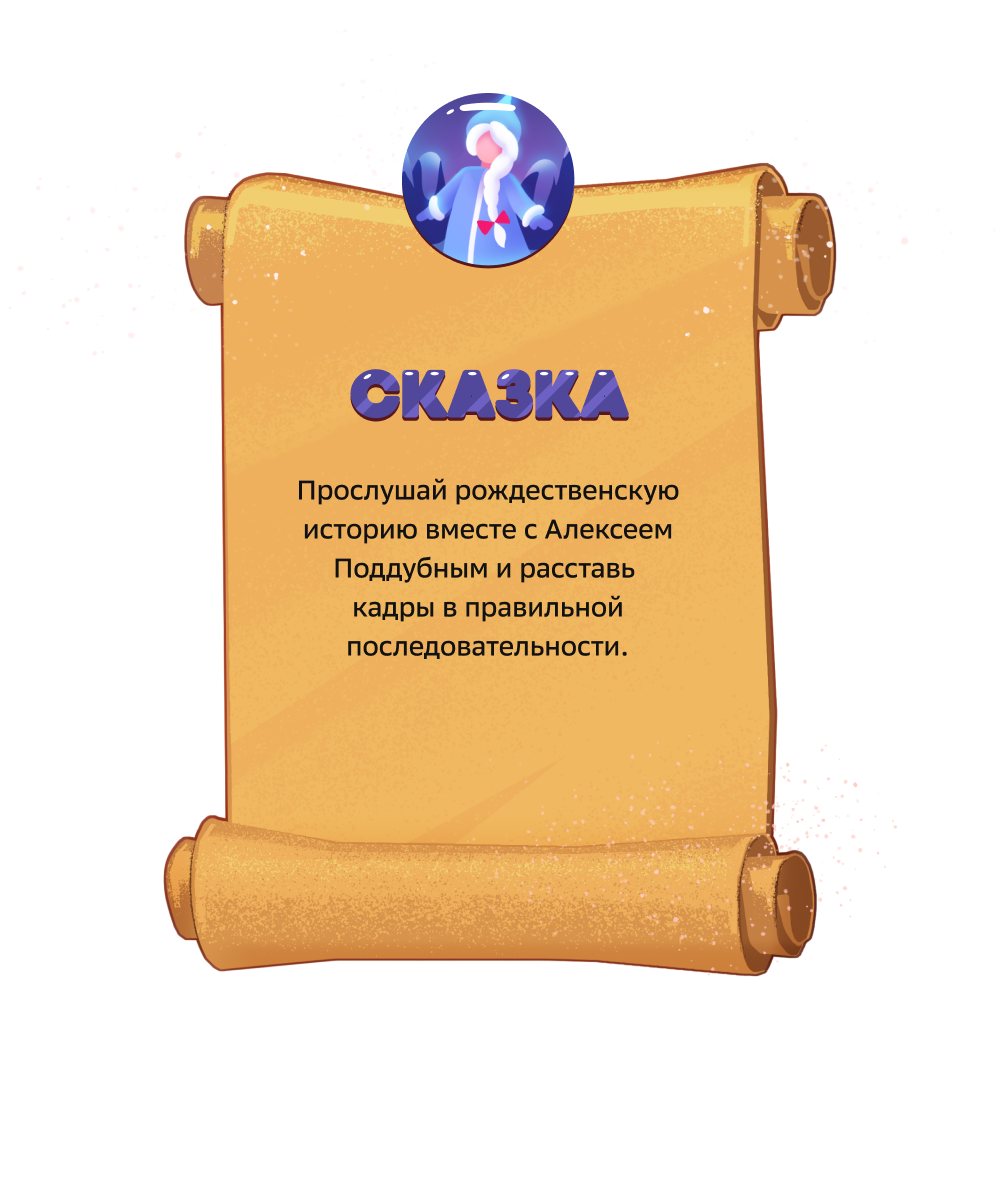 СКАЗКА
Прослушай рождественскую
историю вместе с Алексеем
Поддубным и расставь
кадры в правильной
последовательности.